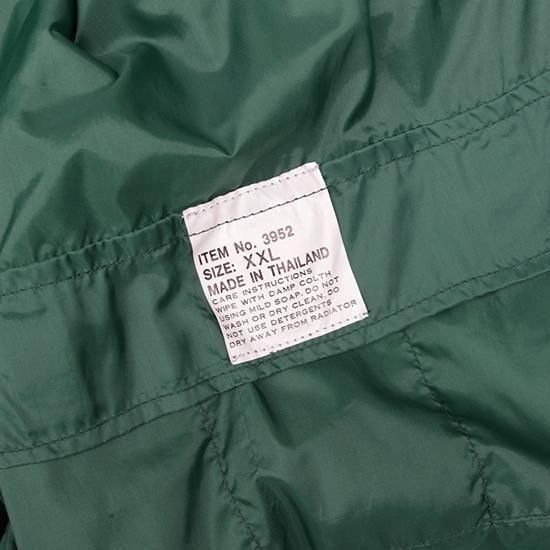 ITEM No. 3952
SIZE: XXL
MADE IN THAILAND
CARE INSTRUCTIONS
WIPE WITH DAMP COLTH
USING MILD SOAP. DO NOT
WASH OR DRY CLEAN. DO
NOT USE DETERGENTS
DRY AWAY FROM RADIATOR